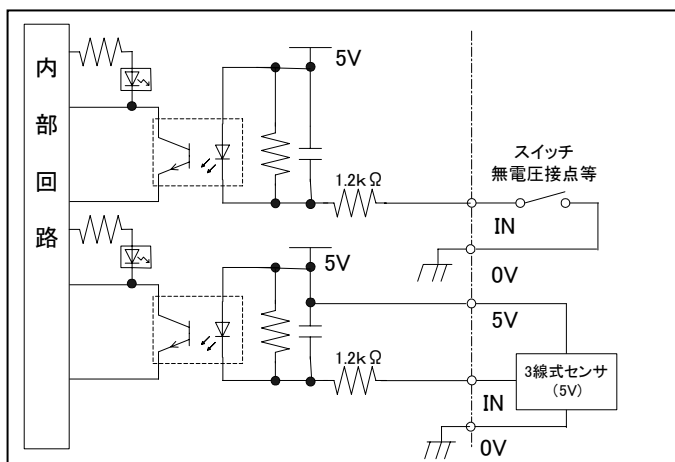 内部回路
5V
1.2kΩ
スイッチ
無電圧接点等
IN
0V
5V
5V
1.2kΩ
3線式センサ
(5V)
IN
0V